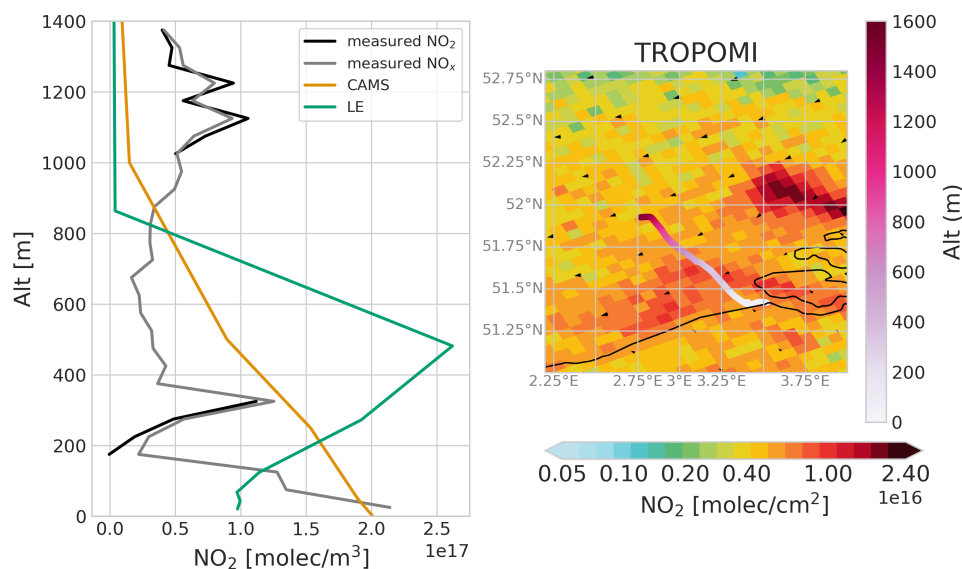 1400
1200
1000
800
600
400
200
0
Alt [m]
0.0
0.5
1.0
1.5
2.0
2.5
1e17
NO₂ [molec/m³]
measured NO₂
measured NOₓ
CAMS
LE
TROPOMI
52.75°N
52.5°N
52.25°N
52°N
51.75°N
51.5°N
51.25°N
2.25°E
2.75°E
3°E
3.25°E
3.75°E
1600
1400
1200
1000
800
600
400
200
0
Alt (m)
0.05
0.10
0.20
0.40
1.00
2.40
1e16
NO₂ [molec/cm²]